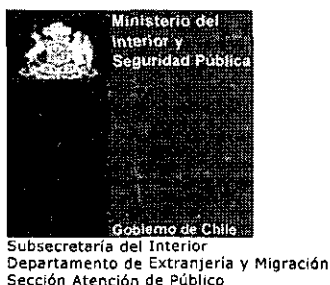 Ministerio del
Interior y
Seguridad Pública
Gobierno de Chile
Subsecretaría del Interior
Departamento de Extranjería y Migración
Sección Atención de Público